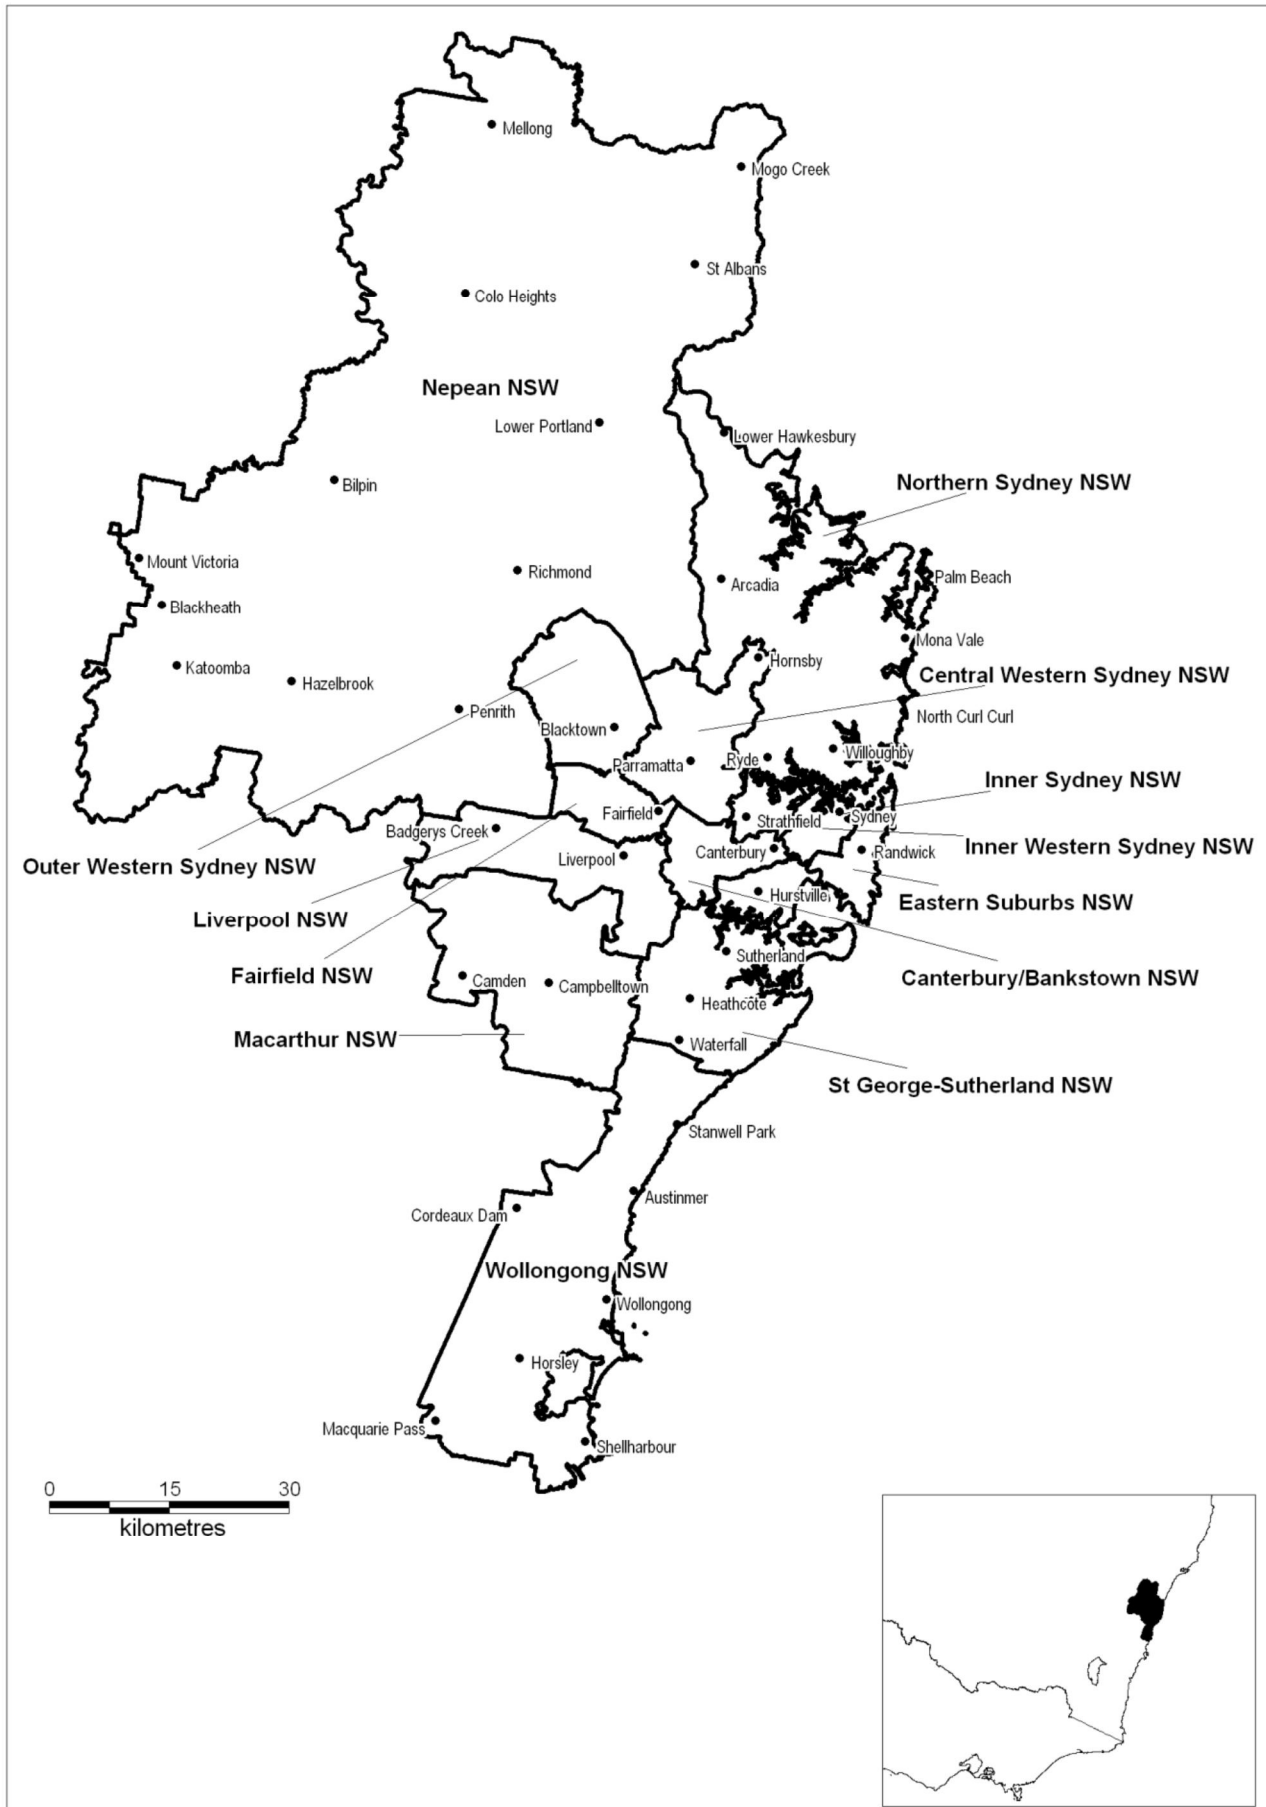 Mellong
Mogo Creek
St Albans
Colo Heights
Nepean NSW
Lower Portland
Lower Hawkesbury
Northern Sydney NSW
Bilpin
Mount Victoria
Richmond
Arcadia
Palm Beach
Blackheath
Mona Vale
Katoomba
Hornsby
Hazelbrook
Central Western Sydney NSW
Penrith
North Curl Curl
Blacktown
Willoughby
Ryde
Parramatta
Inner Sydney NSW
Fairfield
Sydney
Strathfield
Badgerys Creek
Inner Western Sydney NSW
Canterbury
Randwick
Liverpool
Outer Western Sydney NSW
Hurstville
Eastern Suburbs NSW
Liverpool NSW
Sutherland
Fairfield NSW
Canterbury/Bankstown NSW
Camden
Campbelltown
Heathcote
Macarthur NSW
Waterfall
St George-Sutherland NSW
Stanwell Park
Austinmer
Cordeaux Dam
Wollongong NSW
Wollongong
Horsley
Macquarie Pass
Shellharbour
0 15 30
kilometres